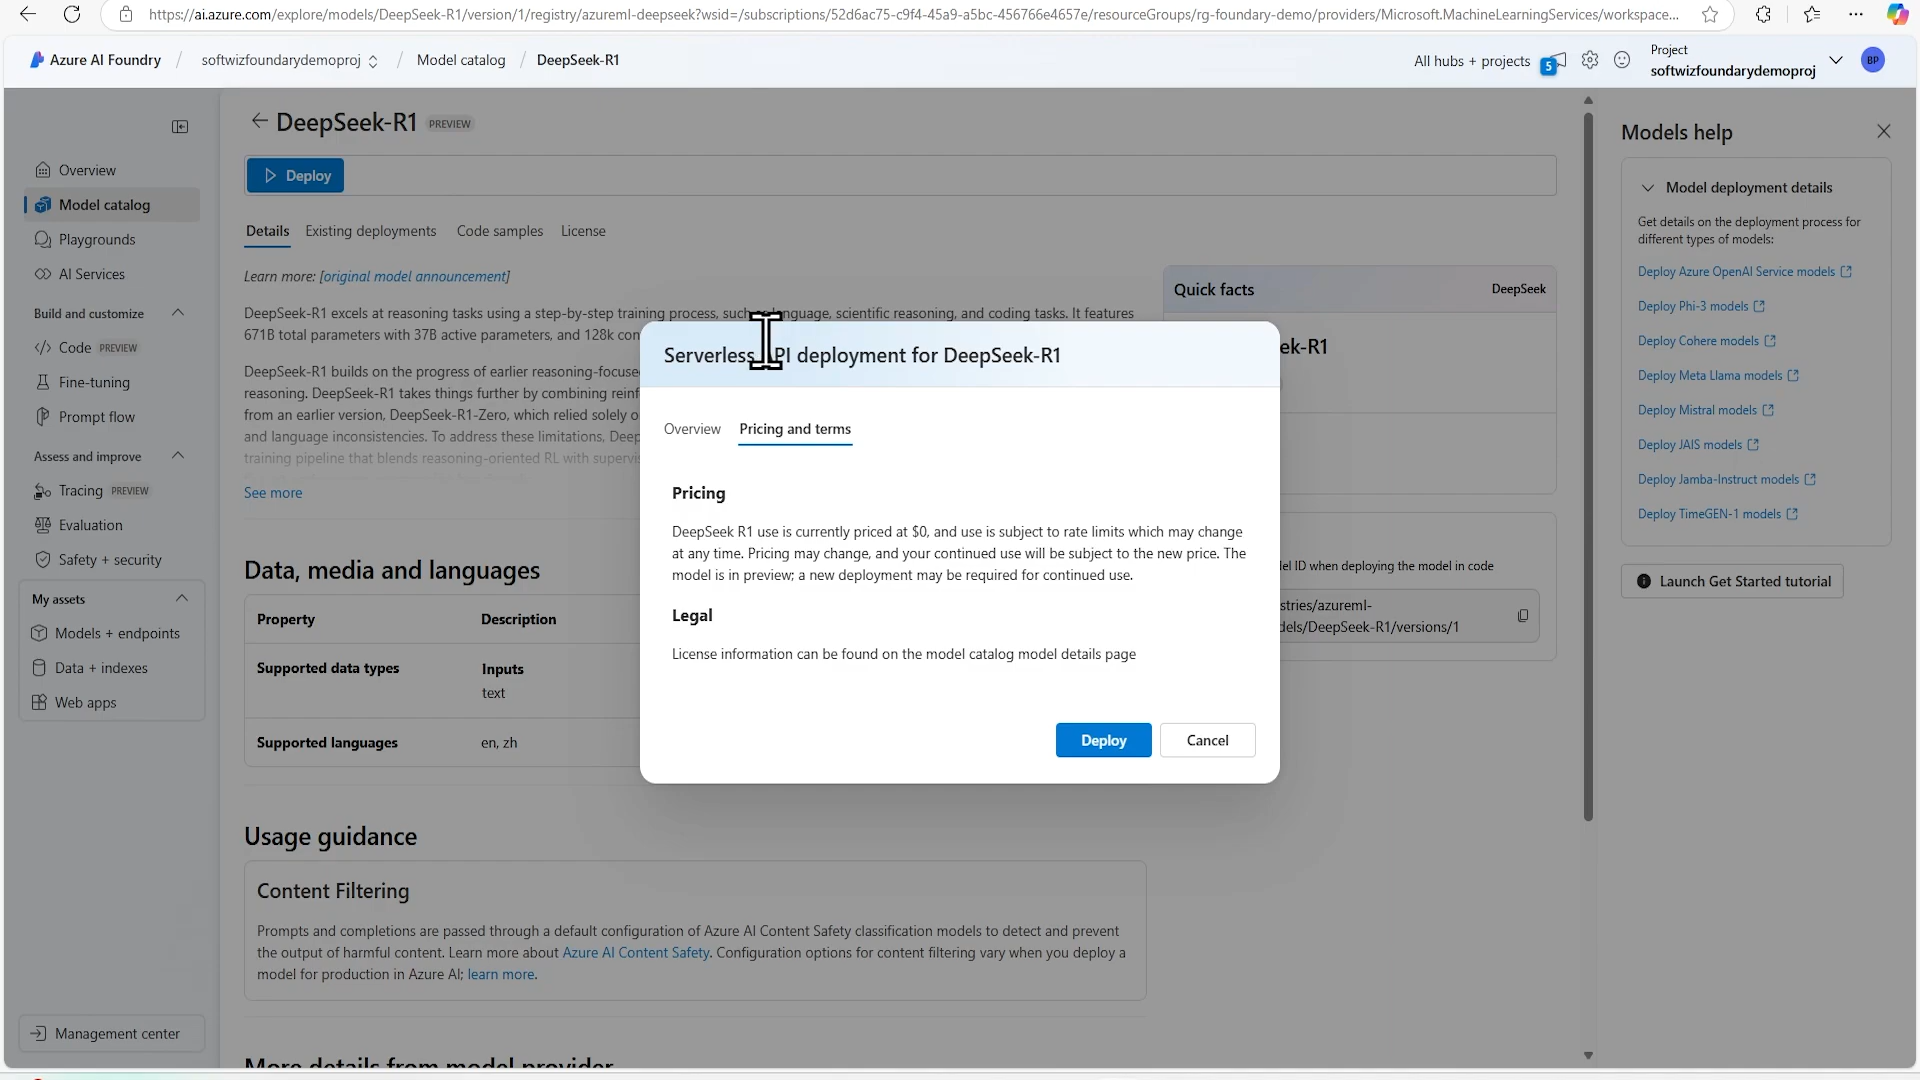 https://ai.azure.com/explore/models/DeepSeek-R1/version/1/registry/azureml-deepseek?wsid=/subscriptions/52d6ac75-c9f4-45a9-a5bc-456766e4657e/resourceGroups/rg-foundary-demo/providers/Microsoft.MachineLearningServices/workspace...
Azure AI Foundry / softwizfoundarydemoproj / Model catalog / DeepSeek-R1
All hubs + projects
5
Project
softwizfoundarydemoproj
BP
Overview
Model catalog
Playgrounds
AI Services
Build and customize
Code PREVIEW
Fine-tuning
Prompt flow
Assess and improve
Tracing PREVIEW
Evaluation
Safety + security
My assets
Models + endpoints
Data + indexes
Web apps
Management center
DeepSeek-R1 PREVIEW
Deploy
Details Existing deployments Code samples License
Learn more: [original model announcement]
DeepSeek-R1 excels at reasoning tasks using a step-by-step training process, such language, scientific reasoning, and coding tasks. It features
671B total parameters with 37B active parameters, and 128k con
DeepSeek-R1 builds on the progress of earlier reasoning-focuse
reasoning. DeepSeek-R1 takes things further by combining reinf
from an earlier version, DeepSeek-R1-Zero, which relied solely o
and language inconsistencies. To address these limitations, Deep
training pipeline that blends reasoning-oriented RL with supervi
See more
Data, media and languages
Property Description
Supported data types Inputs
text
Supported languages en, zh
Usage guidance
Content Filtering
Prompts and completions are passed through a default configuration of Azure AI Content Safety classification models to detect and prevent
the output of harmful content. Learn more about Azure AI Content Safety. Configuration options for content filtering vary when you deploy a
model for production in Azure AI; learn more.
More details from model provider
Quick facts DeepSeek
ek-R1
el ID when deploying the model in code
stries/azureml-
dels/DeepSeek-R1/versions/1
Serverless API deployment for DeepSeek-R1
Overview Pricing and terms
Pricing
DeepSeek R1 use is currently priced at $0, and use is subject to rate limits which may change
at any time. Pricing may change, and your continued use will be subject to the new price. The
model is in preview; a new deployment may be required for continued use.
Legal
License information can be found on the model catalog model details page
Deploy Cancel
Models help
Model deployment details
Get details on the deployment process for
different types of models:
Deploy Azure OpenAI Service models
Deploy Phi-3 models
Deploy Cohere models
Deploy Meta Llama models
Deploy Mistral models
Deploy JAIS models
Deploy Jamba-Instruct models
Deploy TimeGEN-1 models
Launch Get Started tutorial